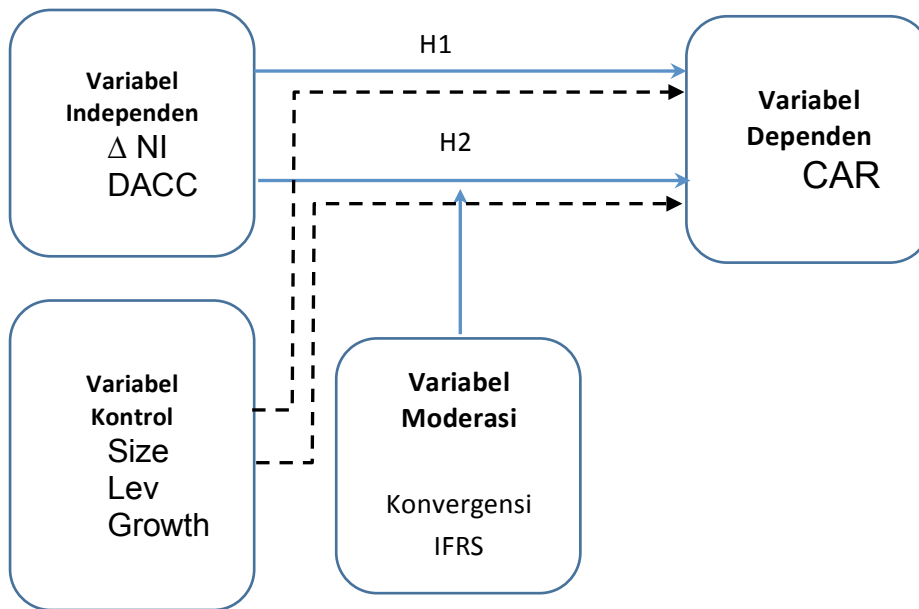 Variabel
Independen
Δ NI
DACC
H1
H2
Variabel
Dependen
CAR
Variabel
Kontrol
Size
Lev
Growth
Variabel
Moderasi
Konvergensi
IFRS